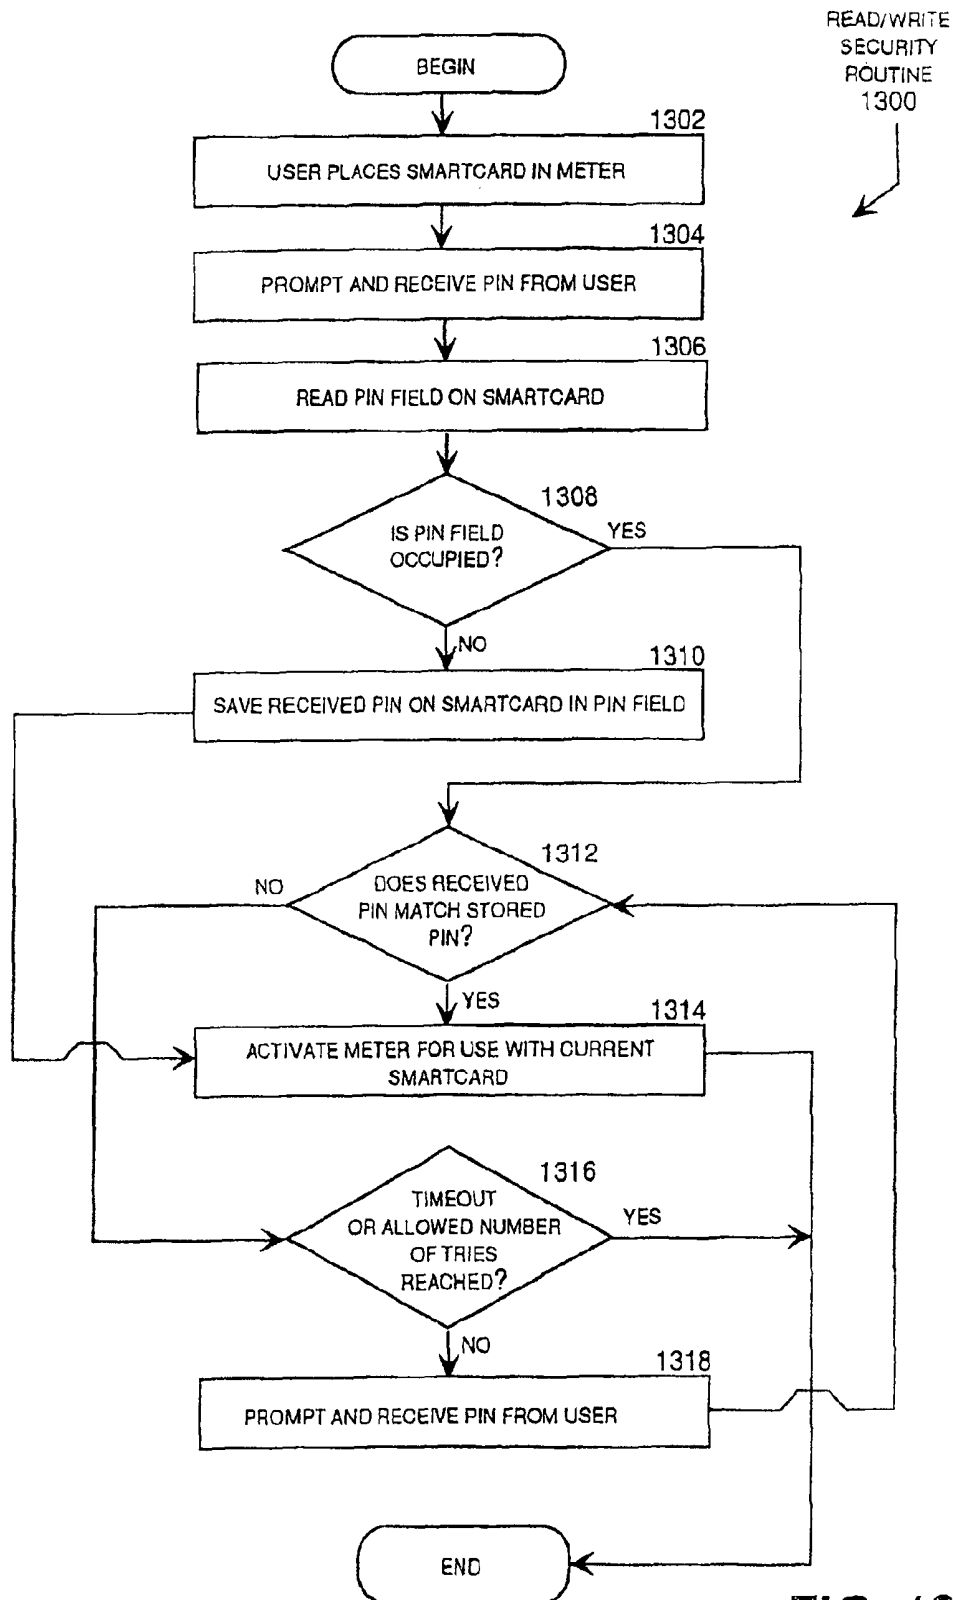 READ/WRITE
SECURITY
ROUTINE
1300
BEGIN
1302
USER PLACES SMARTCARD IN METER
1304
PROMPT AND RECEIVE PIN FROM USER
1306
READ PIN FIELD ON SMARTCARD
1308
IS PIN FIELD
OCCUPIED?
YES
NO
1310
SAVE RECEIVED PIN ON SMARTCARD IN PIN FIELD
1312
NO
DOES RECEIVED
PIN MATCH STORED
PIN?
YES
1314
ACTIVATE METER FOR USE WITH CURRENT
SMARTCARD
1316
TIMEOUT
OR ALLOWED NUMBER
OF TRIES
REACHED?
YES
NO
1318
PROMPT AND RECEIVE PIN FROM USER
END